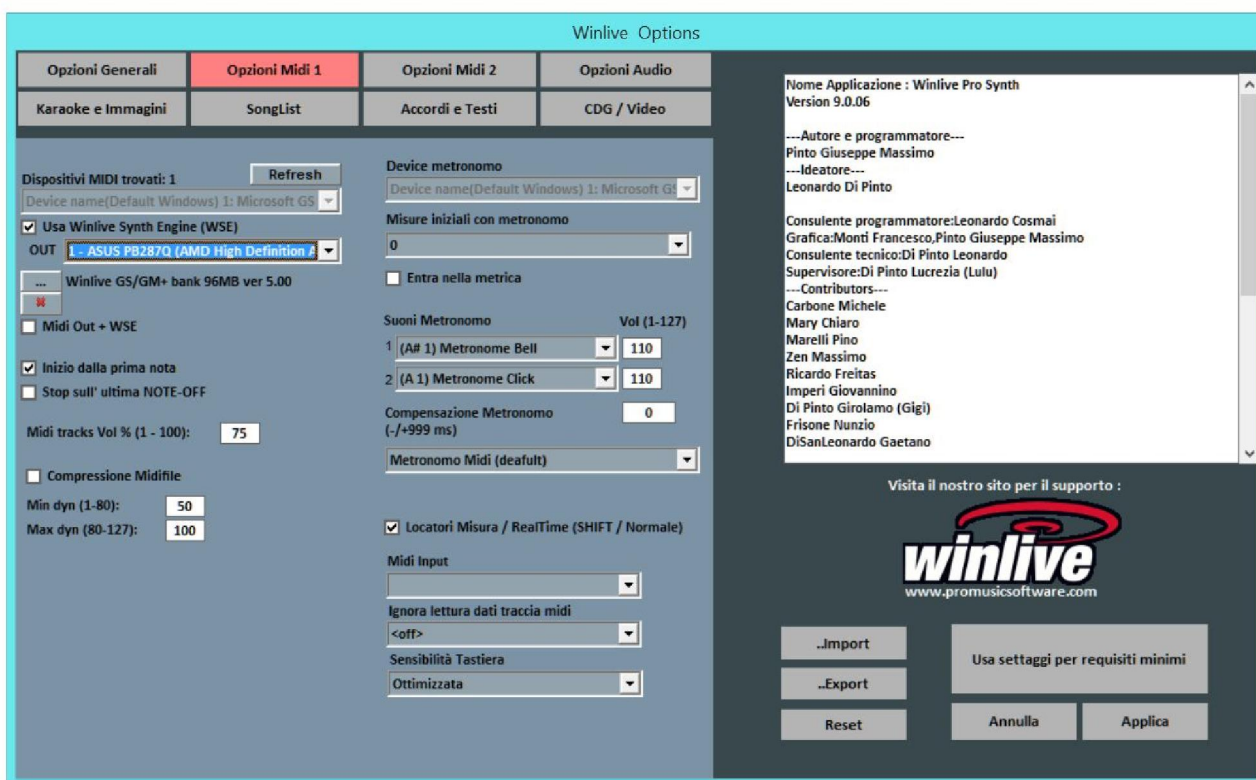 Winlive Options
Opzioni Generali
Opzioni Midi 1
Opzioni Midi 2
Opzioni Audio
Karaoke e Immagini
SongList
Accordi e Testi
CDG / Video
Dispositivi MIDI trovati: 1
Refresh
Device name(Default Windows) 1: Microsoft GS
Usa Winlive Synth Engine (WSE)
OUT 1 - ASUS PB287Q (AMD High Definition A
... Winlive GS/GM+ bank 96MB ver 5.00
Midi Out + WSE
Inizio dalla prima nota
Stop sull' ultima NOTE-OFF
Midi tracks Vol % (1 - 100): 75
Compressione Midifile
Min dyn (1-80): 50
Max dyn (80-127): 100
Device metronomo
Device name(Default Windows) 1: Microsoft GS
Misure iniziali con metronomo
0
Entra nella metrica
Suoni Metronomo Vol (1-127)
1 (A# 1) Metronome Bell 110
2 (A 1) Metronome Click 110
Compensazione Metronomo 0
(-/+999 ms)
Metronomo Midi (deafult)
Locatori Misura / RealTime (SHIFT / Normale)
Midi Input
Ignora lettura dati traccia midi
<off>
Sensibilità Tastiera
Ottimizzata
Nome Applicazione : Winlive Pro Synth
Version 9.0.06
---Autore e programmatore---
Pinto Giuseppe Massimo
---Ideatore---
Leonardo Di Pinto
Consulente programmatore:Leonardo Cosmai
Grafica:Monti Francesco,Pinto Giuseppe Massimo
Consulente tecnico:Di Pinto Leonardo
Supervisore:Di Pinto Lucrezia (Lulu)
---Contributors---
Carbone Michele
Mary Chiaro
Marelli Pino
Zen Massimo
Ricardo Freitas
Imperi Giovannino
Di Pinto Girolamo (Gigi)
Frisone Nunzio
DiSanLeonardo Gaetano
Visita il nostro sito per il supporto :
winlive
www.promusicsoftware.com
..Import
..Export
Reset
Usa settaggi per requisiti minimi
Annulla
Applica